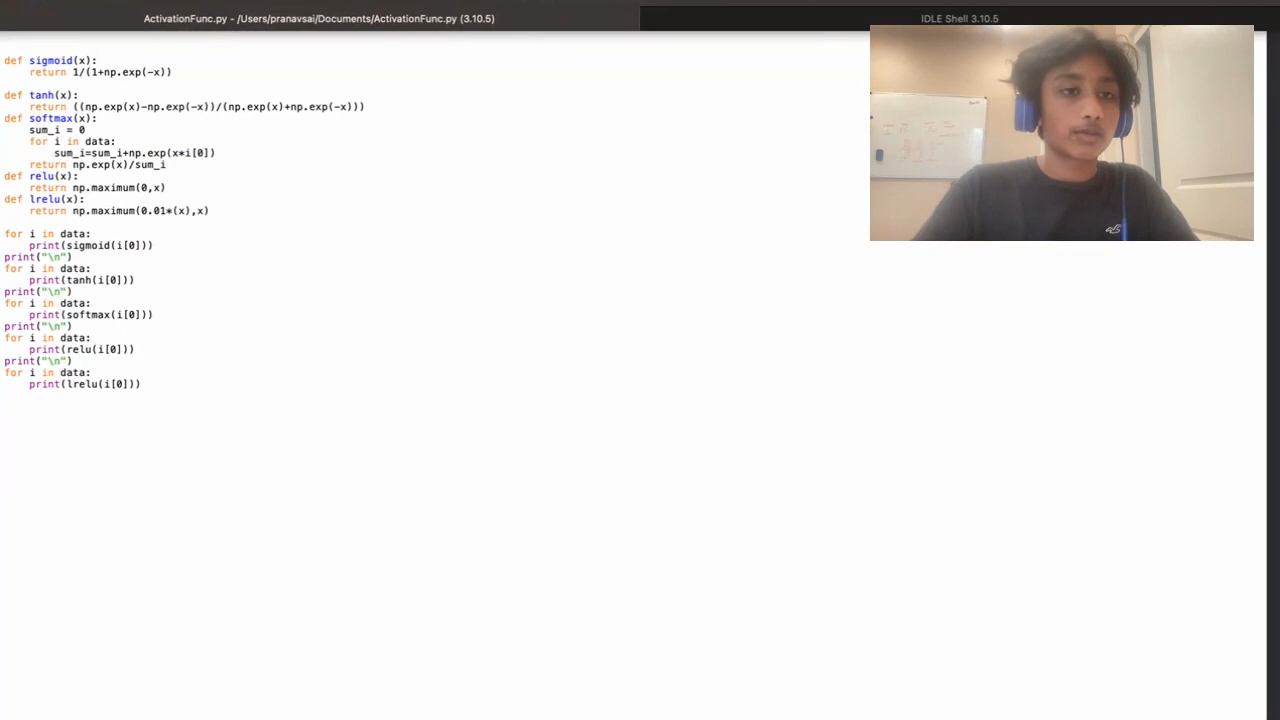 ActivationFunc.py - /Users/pranavsai/Documents/ActivationFunc.py (3.10.5)
IDLE Shell 3.10.5
def sigmoid(x):
    return 1/(1+np.exp(-x))
def tanh(x):
    return ((np.exp(x)-np.exp(-x))/(np.exp(x)+np.exp(-x)))
def softmax(x):
    sum_i = 0
    for i in data:
        sum_i=sum_i+np.exp(x*i[0])
    return np.exp(x)/sum_i
def relu(x):
    return np.maximum(0,x)
def lrelu(x):
    return np.maximum(0.01*(x),x)
for i in data:
    print(sigmoid(i[0]))
print("\n")
for i in data:
    print(tanh(i[0]))
print("\n")
for i in data:
    print(softmax(i[0]))
print("\n")
for i in data:
    print(relu(i[0]))
print("\n")
for i in data:
    print(lrelu(i[0]))